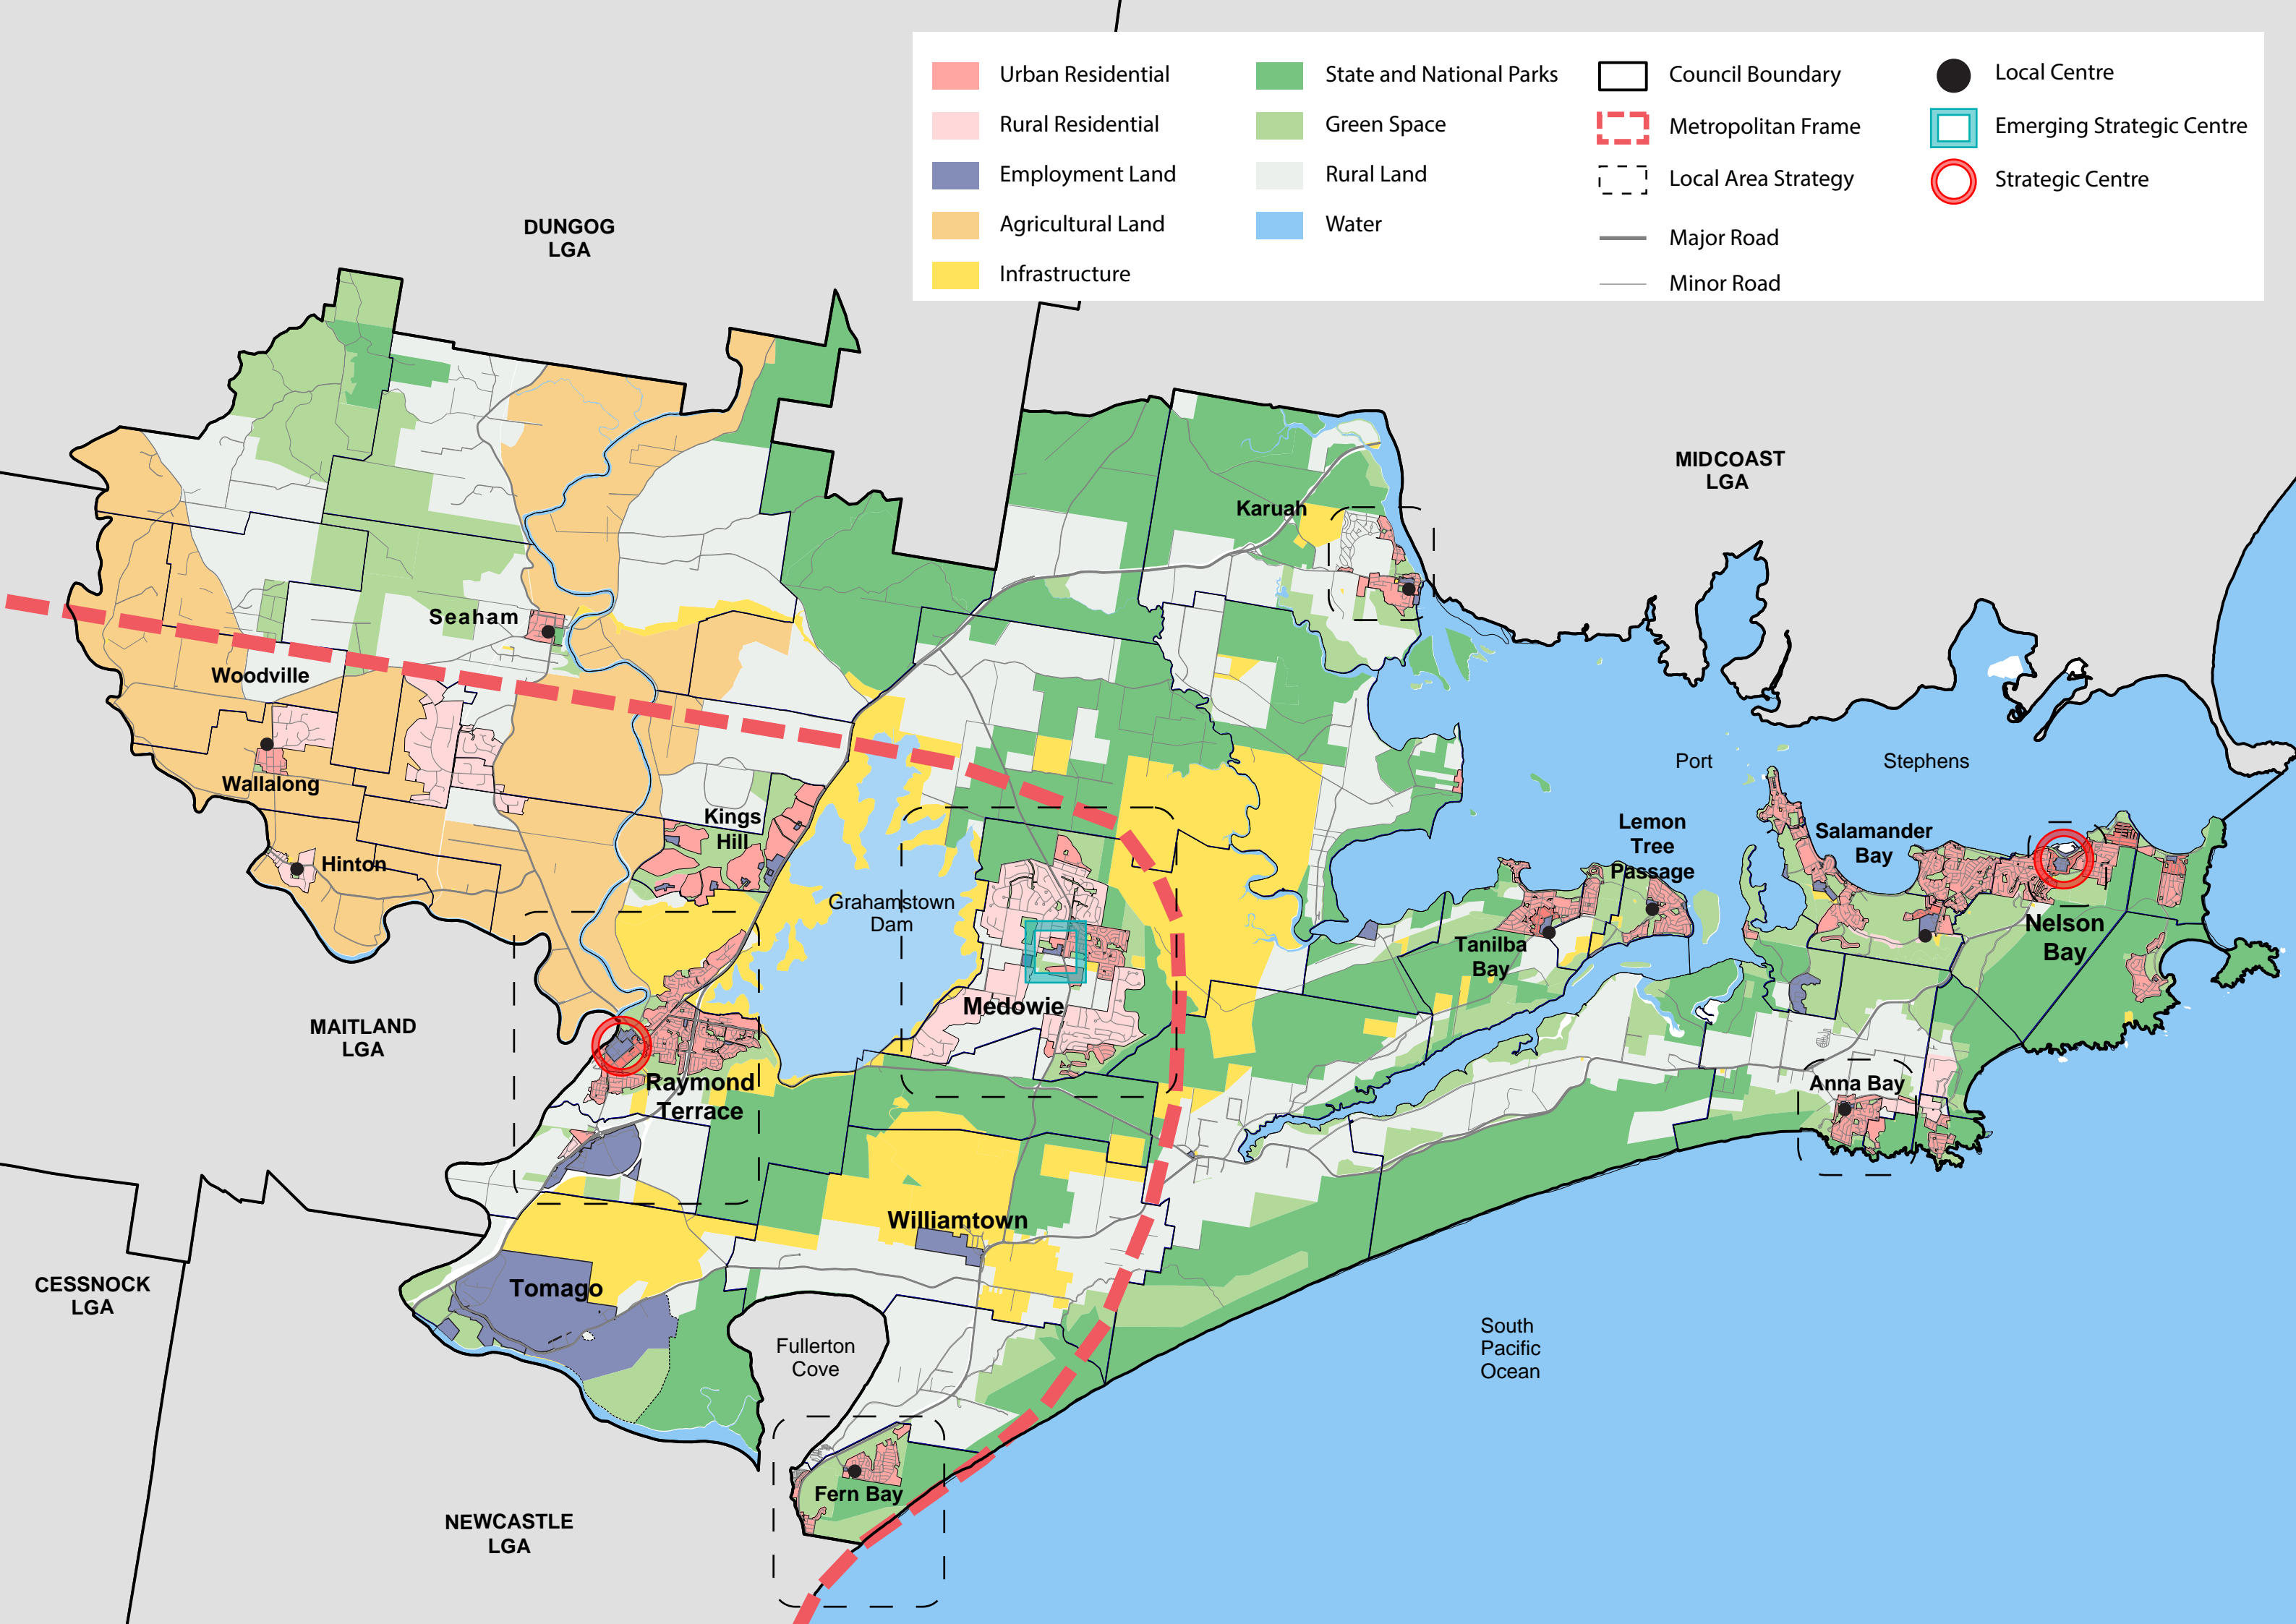 Urban Residential
Rural Residential
Employment Land
Agricultural Land
Infrastructure
State and National Parks
Green Space
Rural Land
Water
Council Boundary
Metropolitan Frame
Local Area Strategy
Major Road
Minor Road
Local Centre
Emerging Strategic Centre
Strategic Centre
DUNGOG
LGA
MIDCOAST
LGA
Karuah
Seaham
Woodville
Wallalong
Hinton
Kings
Hill
Grahamstown
Dam
Port
Stephens
Lemon
Tree
Passage
Salamander
Bay
Nelson
Bay
Tanilba
Bay
Medowie
MAITLAND
LGA
Raymond
Terrace
Anna Bay
Williamtown
Tomago
CESSNOCK
LGA
Fullerton
Cove
South
Pacific
Ocean
Fern Bay
NEWCASTLE
LGA